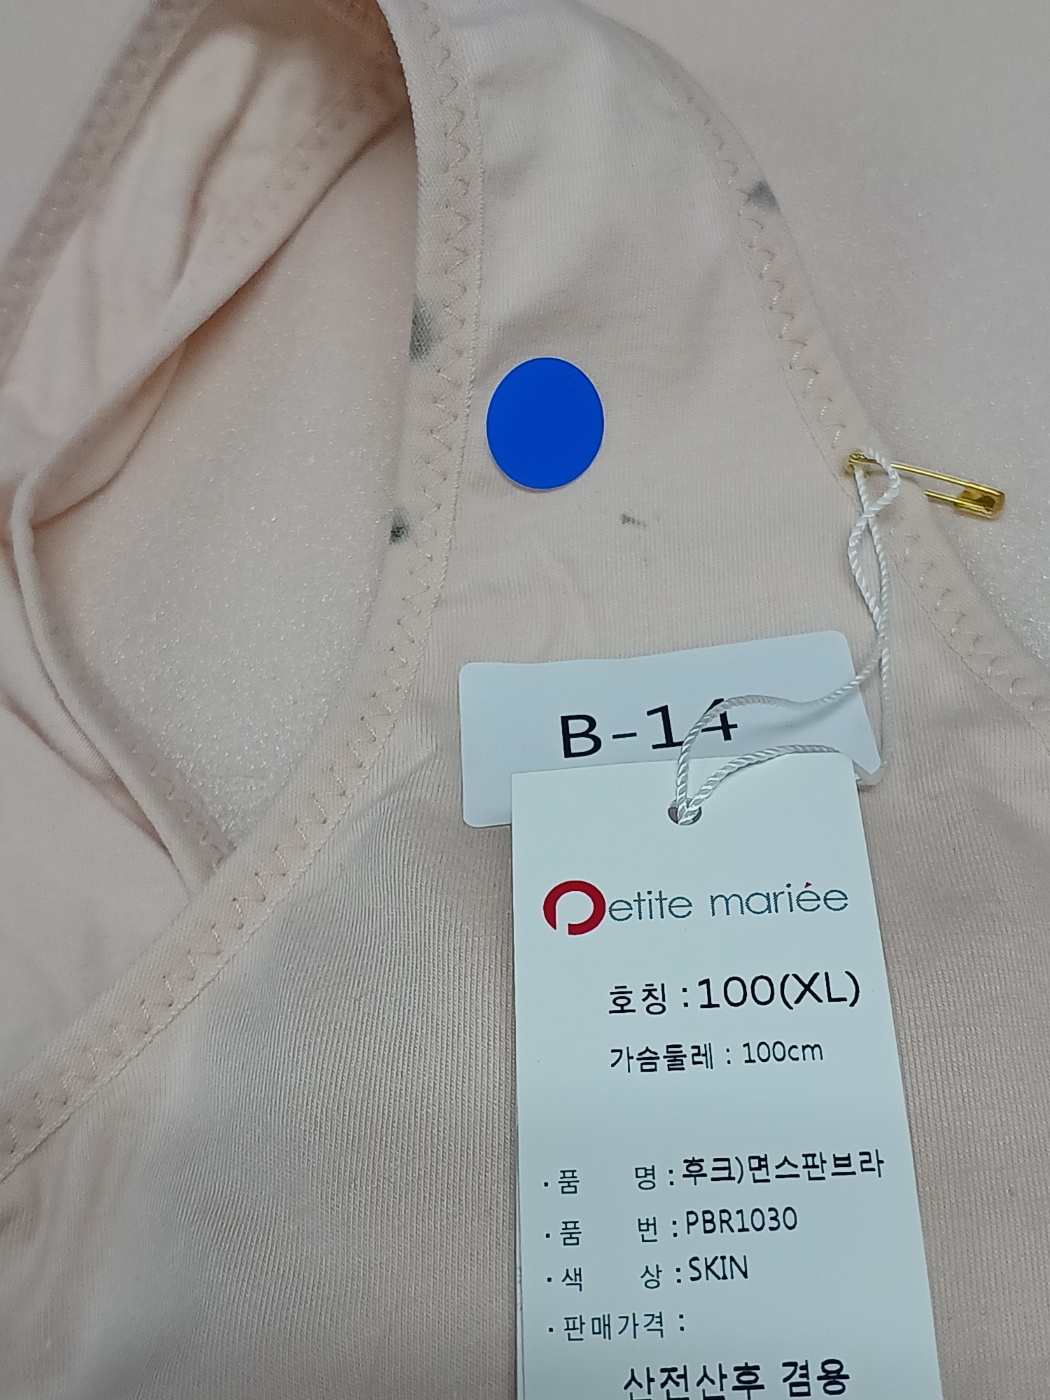 B-14
Petite mariée
호칭 : 100(XL)
가슴둘레 : 100cm
· 품 명 : 후크)면스판브라
· 품 번 : PBR1030
· 색 상 : SKIN
· 판매가격 :
산전산후 겸용